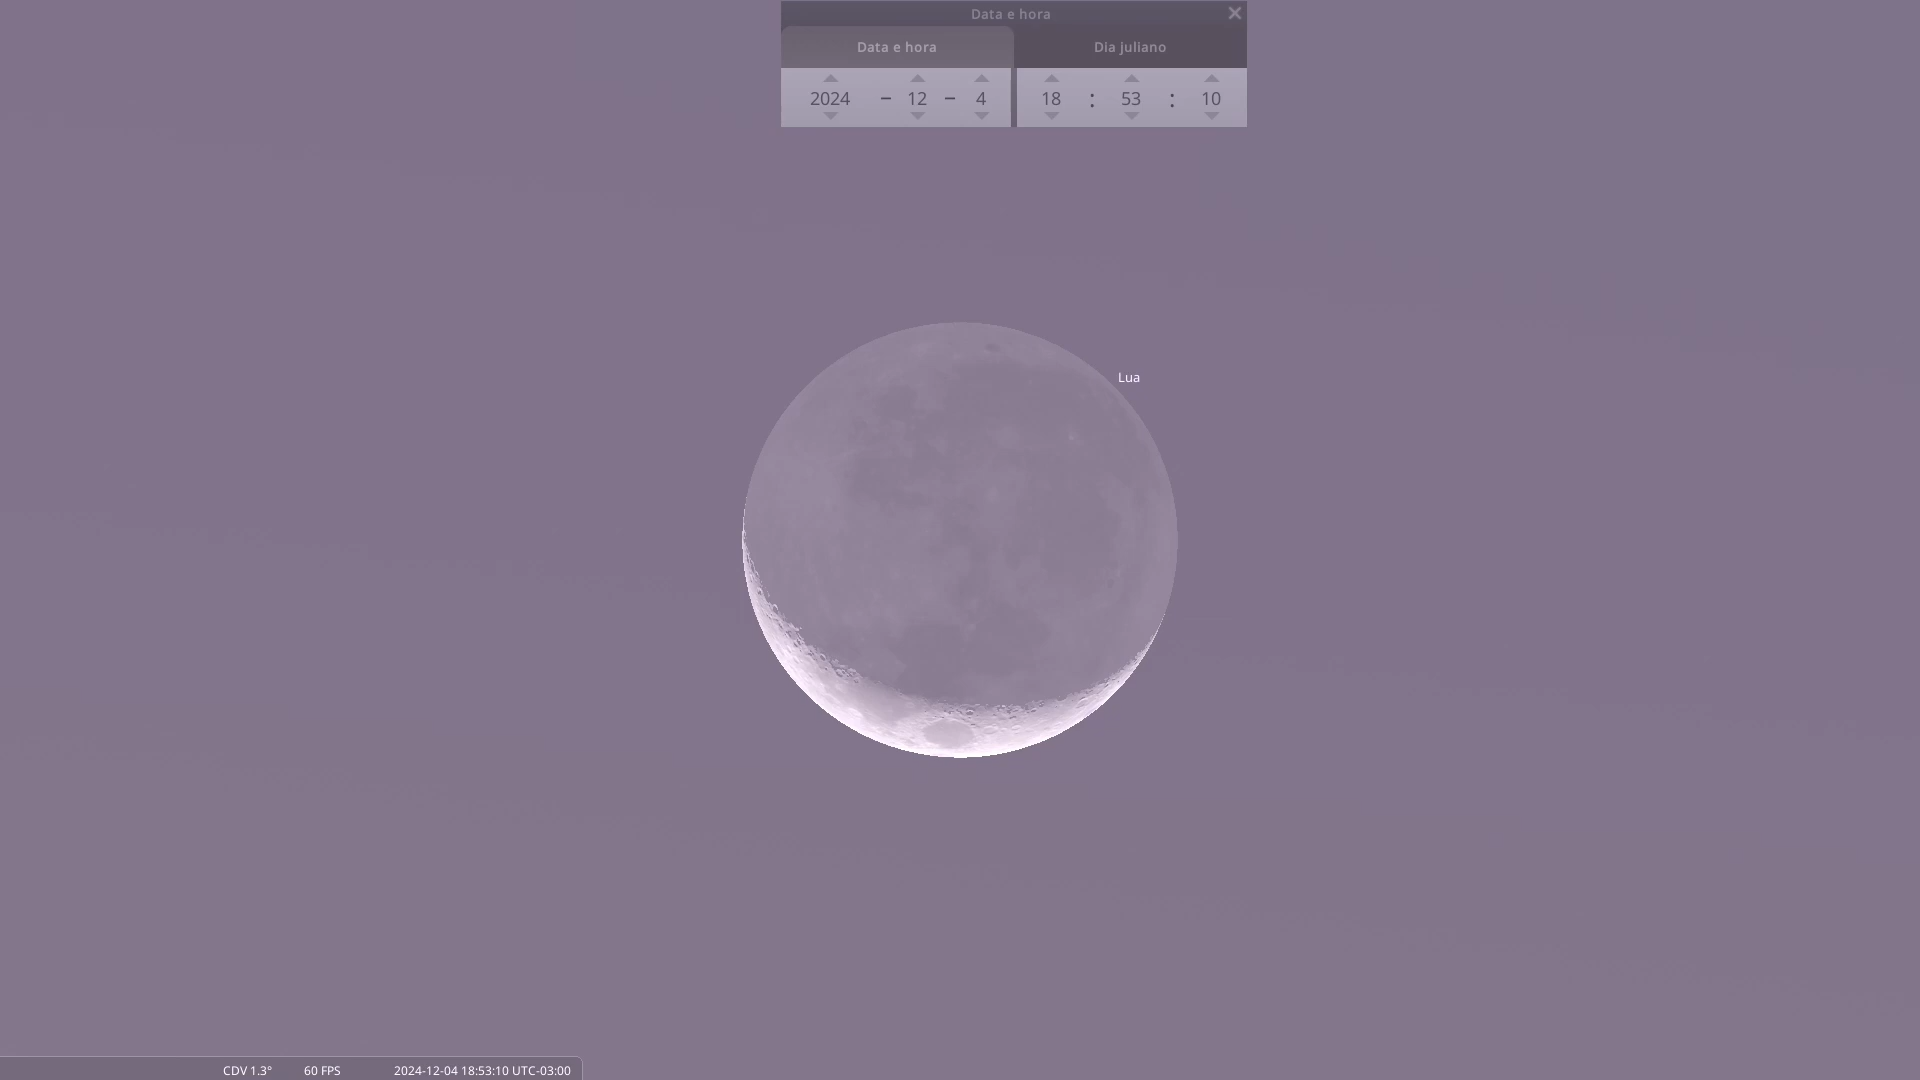 Data e hora
Data e hora Dia juliano
2024 - 12 - 4 18 : 53 : 10
Lua
CDV 1.3° 60 FPS 2024-12-04 18:53:10 UTC-03:00